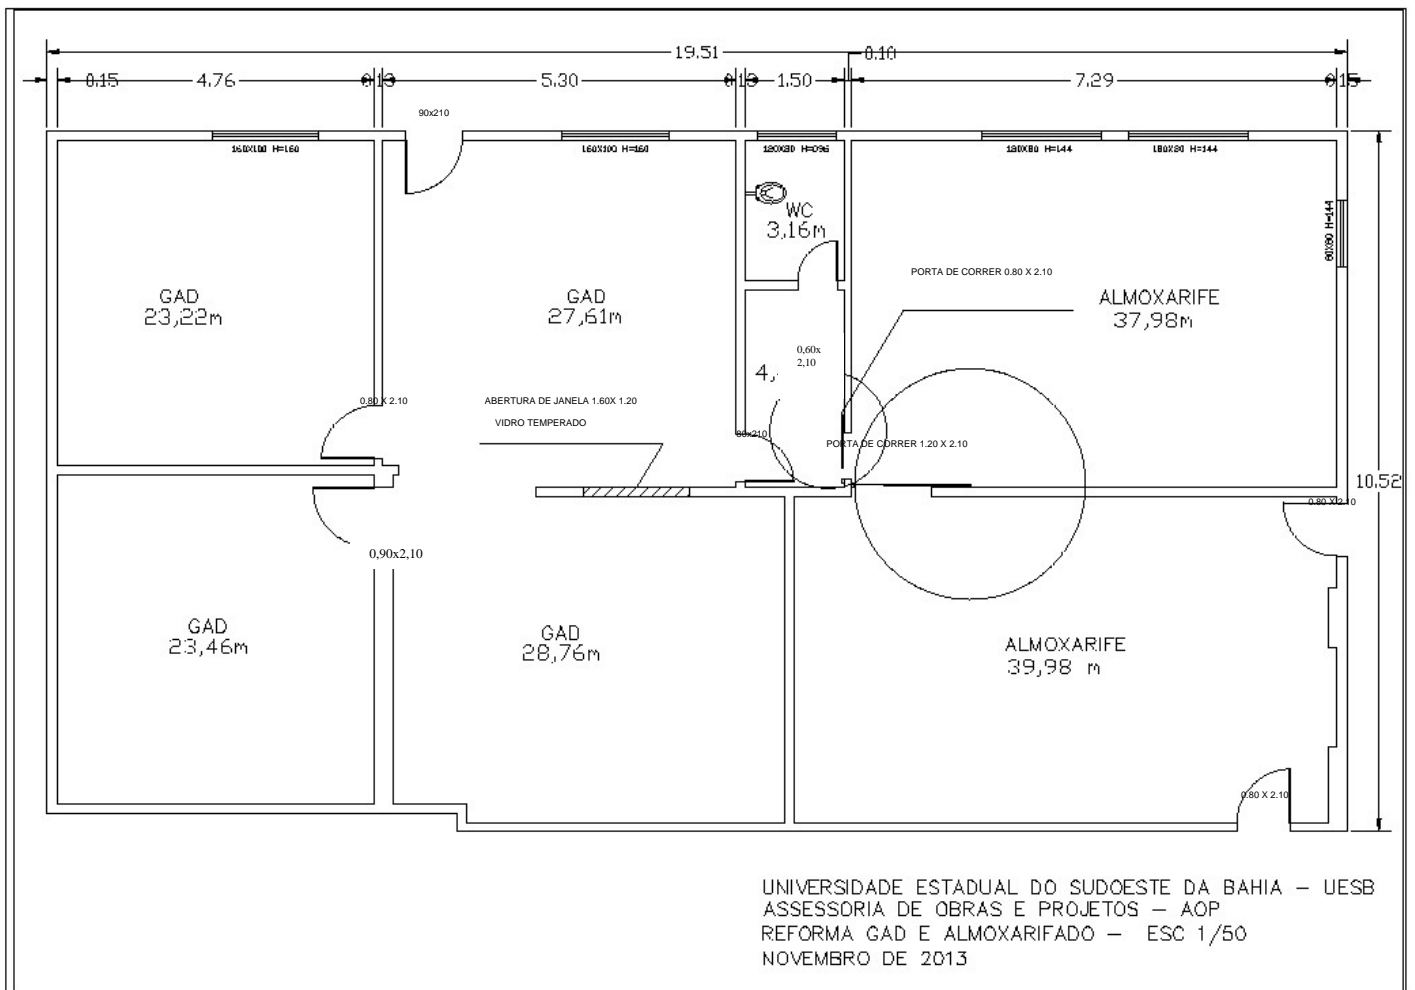 19.51
0.10
0.15
4.76
0.13
5.30
0.13
1.50
7.29
0.15
90x210
160X100 H=160
160X100 H=160
180X80 H=144
WC
3,16m
60X80 H=144
PORTA DE CORRER 0.80 X 2.10
GAD
23,22m
GAD
27,61m
ALMOXARIFE
37,98m
0,60x
2,10
4,
0.80 X 2.10
ABERTURA DE JANELA 1.60X 1.20
VIDRO TEMPERADO
80x210
PORTA DE CORRER 1.20 X 2.10
10.52
0.80 X 2.10
0,90x2,10
GAD
23,46m
GAD
28,76m
ALMOXARIFE
39,98 m
0.80 X 2.10
UNIVERSIDADE ESTADUAL DO SUDOESTE DA BAHIA – UESB
ASSESSORIA DE OBRAS E PROJETOS – AOP
REFORMA GAD E ALMOXARIFADO – ESC 1/50
NOVEMBRO DE 2013